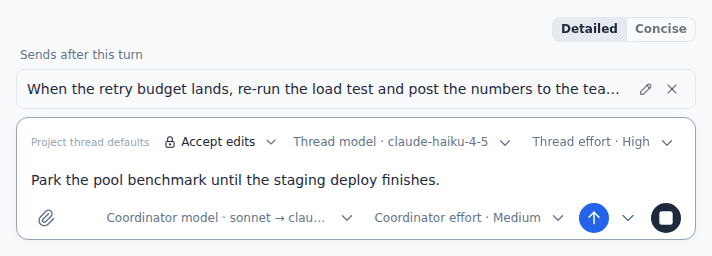 Detailed Concise
Sends after this turn
When the retry budget lands, re-run the load test and post the numbers to the tea…
Project thread defaults Accept edits Thread model · claude-haiku-4-5 Thread effort · High
Park the pool benchmark until the staging deploy finishes.
Coordinator model · sonnet → clau… Coordinator effort · Medium